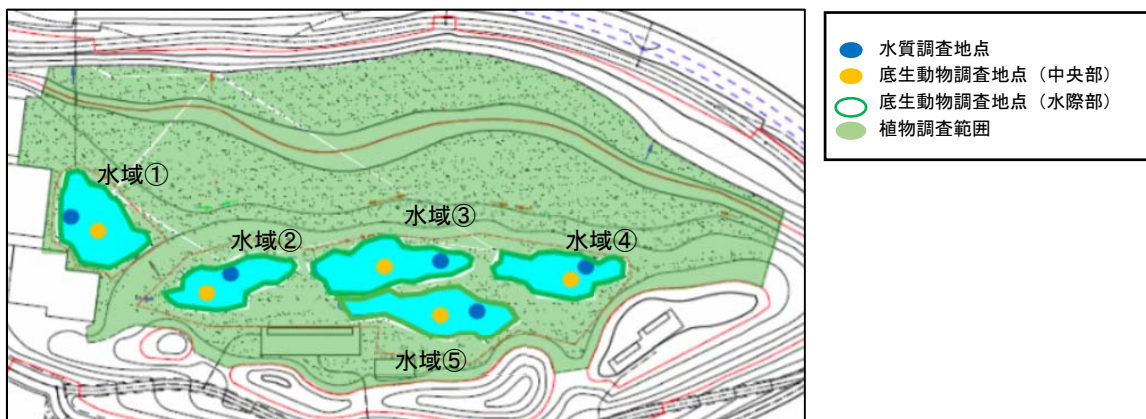 水域①
水域②
水域③
水域④
水域⑤
水質調査地点
底生動物調査地点（中央部）
底生動物調査地点（水際部）
植物調査範囲